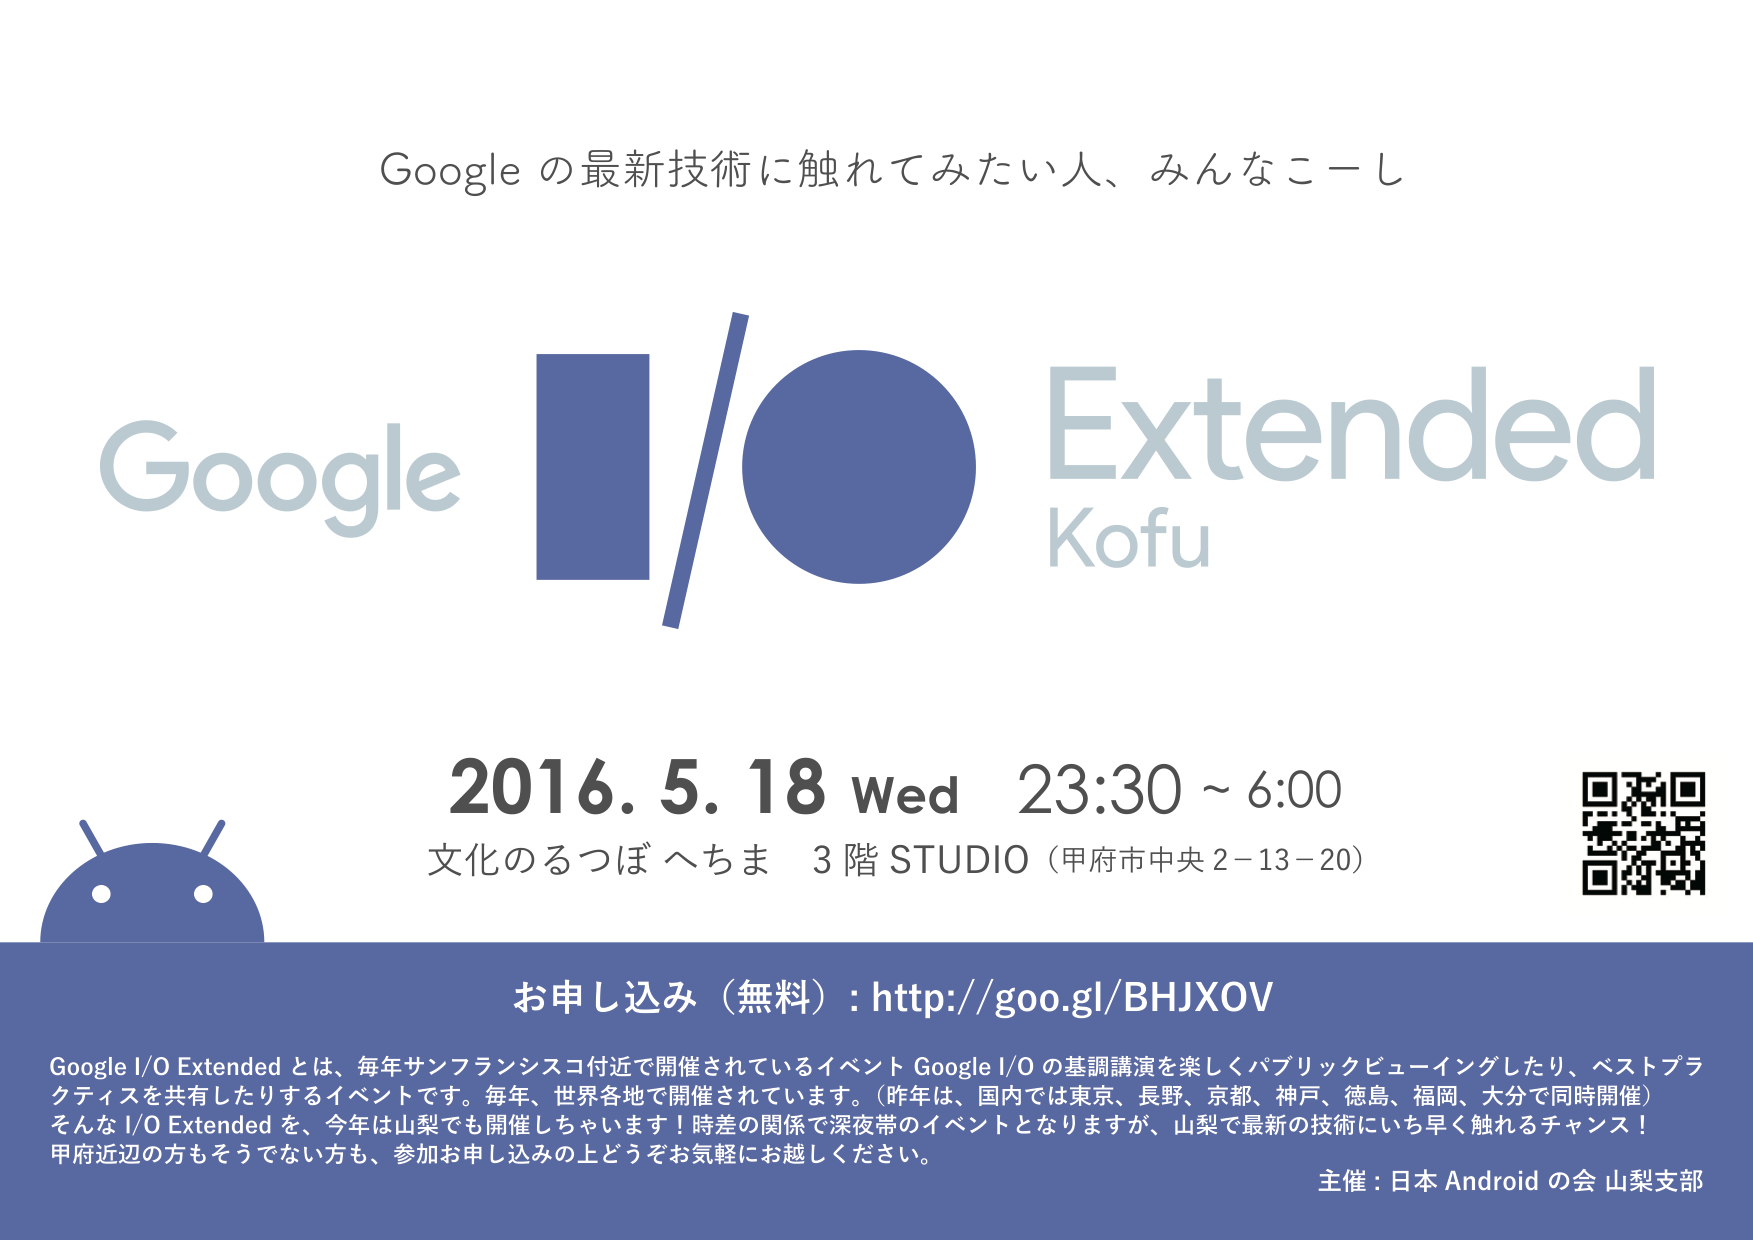 Google の最新技術に触れてみたい人、みんなこーし
Google I/O Extended
Kofu
2016. 5. 18 Wed 23:30 ~ 6:00
文化のるつぼ へちま 3 階 STUDIO（甲府市中央 2－13－20）
お申し込み（無料）: http://goo.gl/BHJXOV
Google I/O Extended とは、毎年サンフランシスコ付近で開催されているイベント Google I/O の基調講演を楽しくパブリックビューイングしたり、ベストプラ
クティスを共有したりするイベントです。毎年、世界各地で開催されています。（昨年は、国内では東京、長野、京都、神戸、徳島、福岡、大分で同時開催）
そんな I/O Extended を、今年は山梨でも開催しちゃいます！時差の関係で深夜帯のイベントとなりますが、山梨で最新の技術にいち早く触れるチャンス！
甲府近辺の方もそうでない方も、参加お申し込みの上どうぞお気軽にお越しください。
主催 : 日本 Android の会 山梨支部